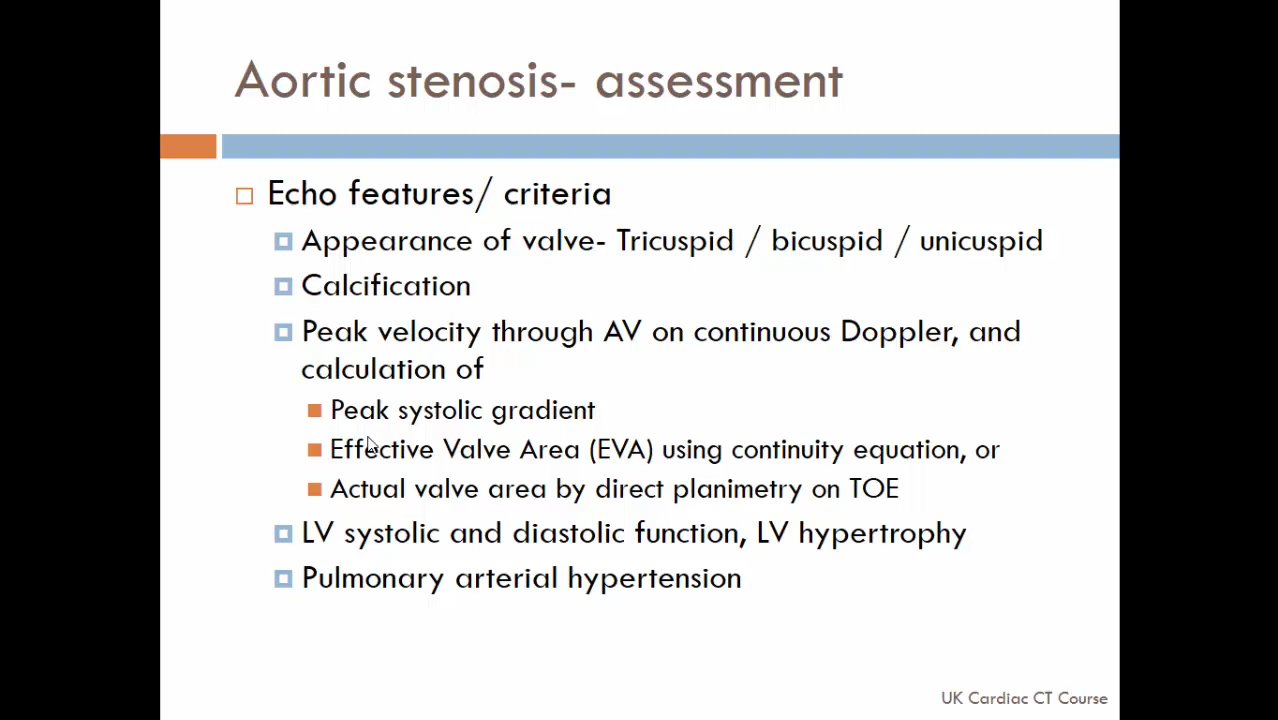 Aortic stenosis- assessment
Echo features/ criteria
Appearance of valve- Tricuspid / bicuspid / unicuspid
Calcification
Peak velocity through AV on continuous Doppler, and
calculation of
Peak systolic gradient
Effective Valve Area (EVA) using continuity equation, or
Actual valve area by direct planimetry on TOE
LV systolic and diastolic function, LV hypertrophy
Pulmonary arterial hypertension
UK Cardiac CT Course